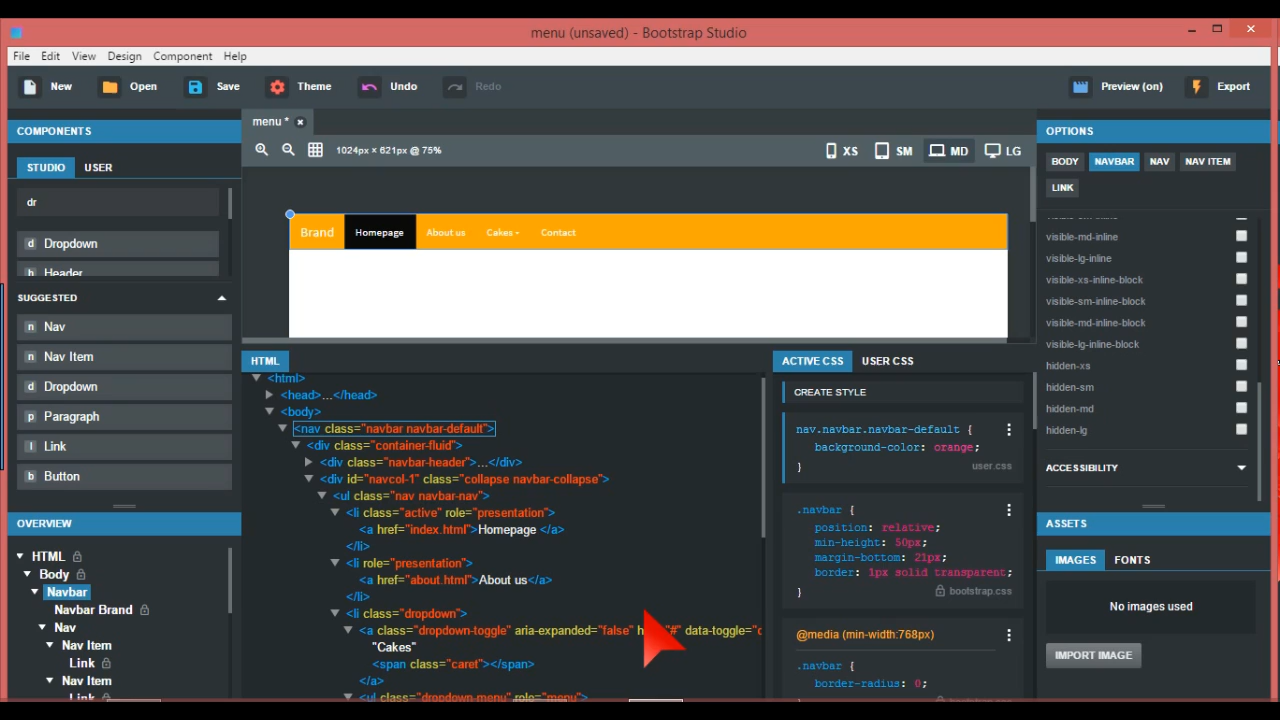 menu (unsaved) - Bootstrap Studio
File Edit View Design Component Help
New Open Save Theme Undo Redo Preview (on) Export
COMPONENTS
STUDIO USER
dr
d Dropdown
h Header
SUGGESTED
n Nav
n Nav Item
d Dropdown
p Paragraph
l Link
b Button
OVERVIEW
HTML
Body
Navbar
Navbar Brand
Nav
Nav Item
Link
Nav Item
Link
menu *
1024px × 621px @ 75%
XS SM MD LG
Brand Homepage About us Cakes Contact
HTML
<html>
<head>...</head>
<body>
<nav class="navbar navbar-default">
<div class="container-fluid">
<div class="navbar-header">...</div>
<div id="navcol-1" class="collapse navbar-collapse">
<ul class="nav navbar-nav">
<li class="active" role="presentation">
<a href="index.html">Homepage </a>
</li>
<li role="presentation">
<a href="about.html">About us</a>
</li>
<li class="dropdown">
<a class="dropdown-toggle" aria-expanded="false" h "#" data-toggle="
"Cakes"
<span class="caret"></span>
</a>
<ul class="dropdown-menu" role="menu">
ACTIVE CSS USER CSS
CREATE STYLE
nav.navbar.navbar-default {
background-color: orange;
}
user.css
.navbar {
position: relative;
min-height: 50px;
margin-bottom: 21px;
border: 1px solid transparent;
}
bootstrap.css
@media (min-width:768px)
.navbar {
border-radius: 0;
}
OPTIONS
BODY NAVBAR NAV NAV ITEM
LINK
visible-md-inline
visible-lg-inline
visible-xs-inline-block
visible-sm-inline-block
visible-md-inline-block
visible-lg-inline-block
hidden-xs
hidden-sm
hidden-md
hidden-lg
ACCESSIBILITY
ASSETS
IMAGES FONTS
No images used
IMPORT IMAGE